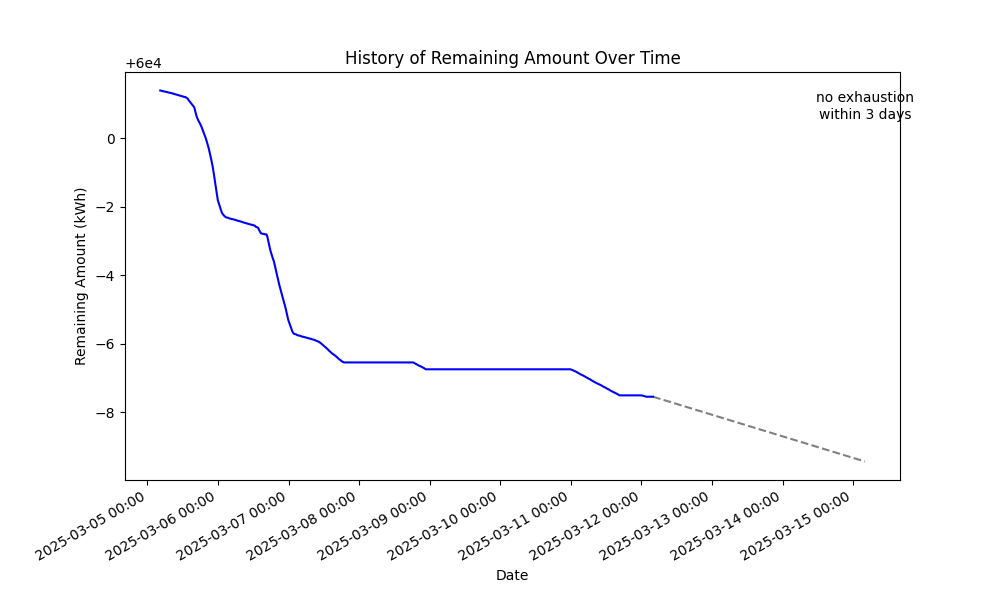 History of Remaining Amount Over Time
+6e4
no exhaustion
within 3 days
0
−2
−4
−6
−8
Remaining Amount (kWh)
2025-03-05 00:00
2025-03-06 00:00
2025-03-07 00:00
2025-03-08 00:00
2025-03-09 00:00
2025-03-10 00:00
2025-03-11 00:00
2025-03-12 00:00
2025-03-13 00:00
2025-03-14 00:00
2025-03-15 00:00
Date